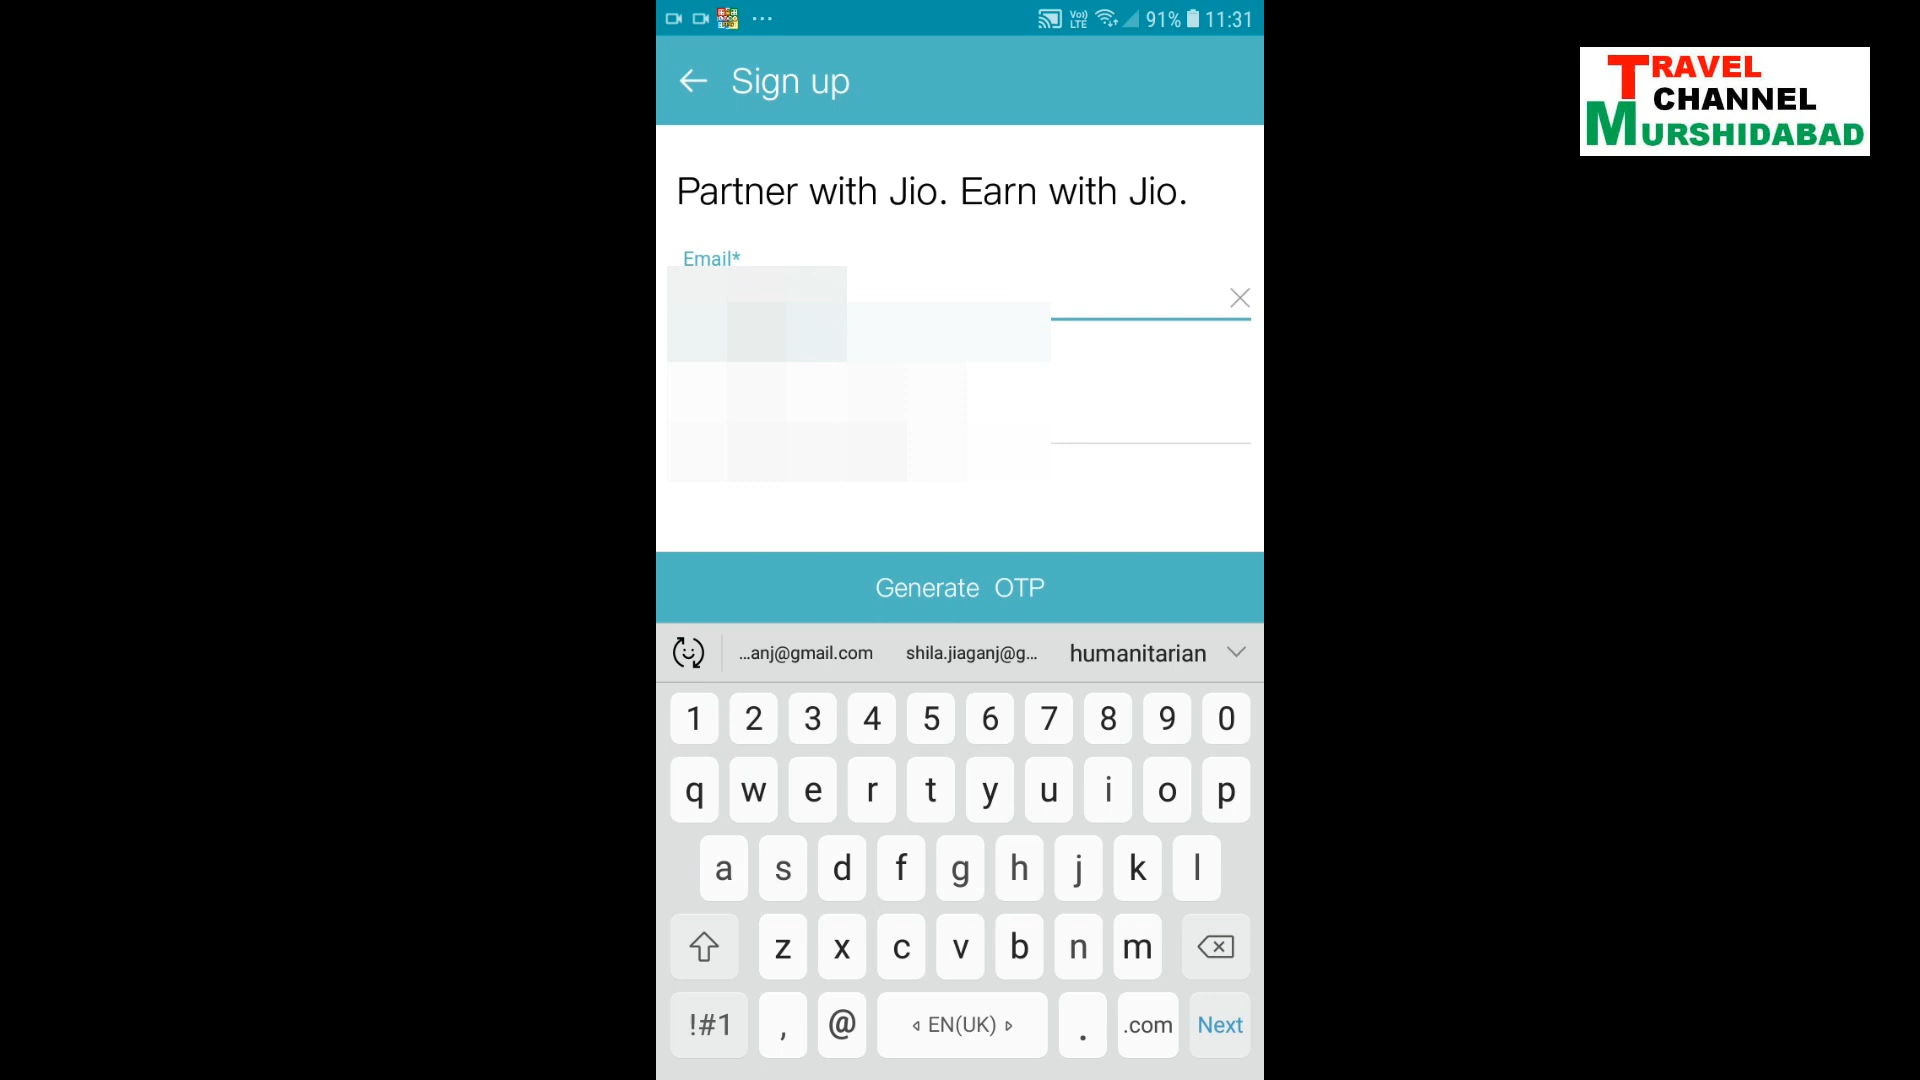 Vo)) LTE 91% 11:31
Sign up
TRAVEL
CHANNEL
MURSHIDABAD
Partner with Jio. Earn with Jio.
Email*
Generate OTP
...anj@gmail.com shila.jiaganj@g... humanitarian
1 2 3 4 5 6 7 8 9 0
q w e r t y u i o p
a s d f g h j k l
z x c v b n m
!#1 , @ EN(UK) . .com Next